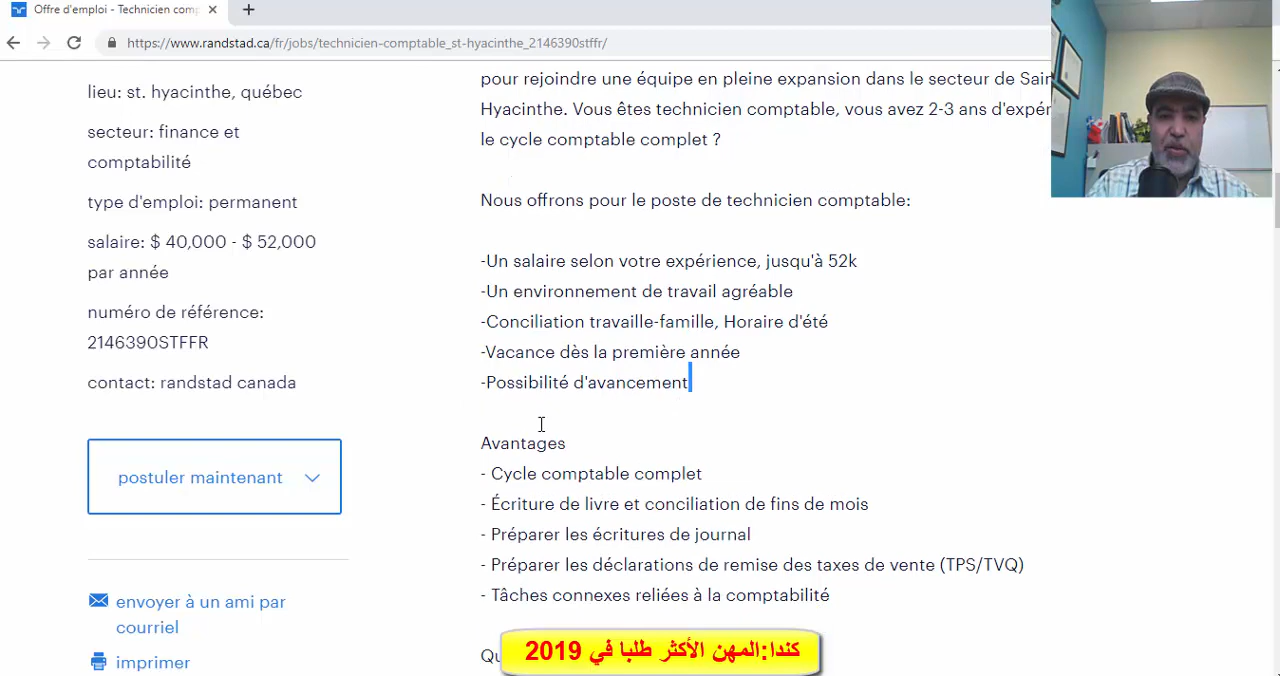 Offre d'emploi - Technicien comp
https://www.randstad.ca/fr/jobs/technicien-comptable_st-hyacinthe_2146390stffr/
lieu: st. hyacinthe, québec
secteur: finance et
comptabilité
type d'emploi: permanent
salaire: $ 40,000 - $ 52,000
par année
numéro de référence:
2146390STFFR
contact: randstad canada
postuler maintenant
envoyer à un ami par
courriel
imprimer
pour rejoindre une équipe en pleine expansion dans le secteur de Sain
Hyacinthe. Vous êtes technicien comptable, vous avez 2-3 ans d'expér
le cycle comptable complet ?
Nous offrons pour le poste de technicien comptable:
-Un salaire selon votre expérience, jusqu'à 52k
-Un environnement de travail agréable
-Conciliation travaille-famille, Horaire d'été
-Vacance dès la première année
-Possibilité d'avancement
Avantages
- Cycle comptable complet
- Écriture de livre et conciliation de fins de mois
- Préparer les écritures de journal
- Préparer les déclarations de remise des taxes de vente (TPS/TVQ)
- Tâches connexes reliées à la comptabilité
Qu
كندا:المهن الأكثر طلبا في 2019